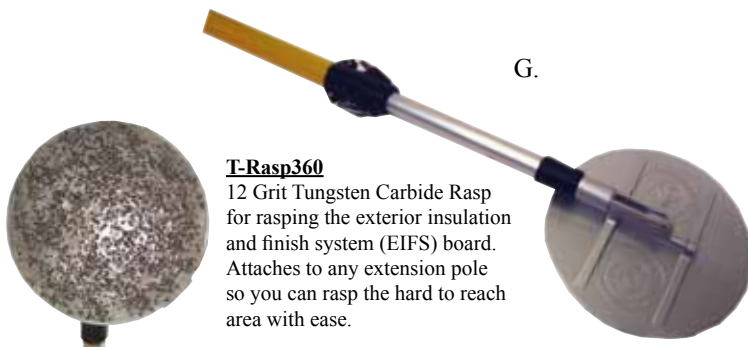 G.
T-Rasp360
12 Grit Tungsten Carbide Rasp
for rasping the exterior insulation
and finish system (EIFS) board.
Attaches to any extension pole
so you can rasp the hard to reach
area with ease.